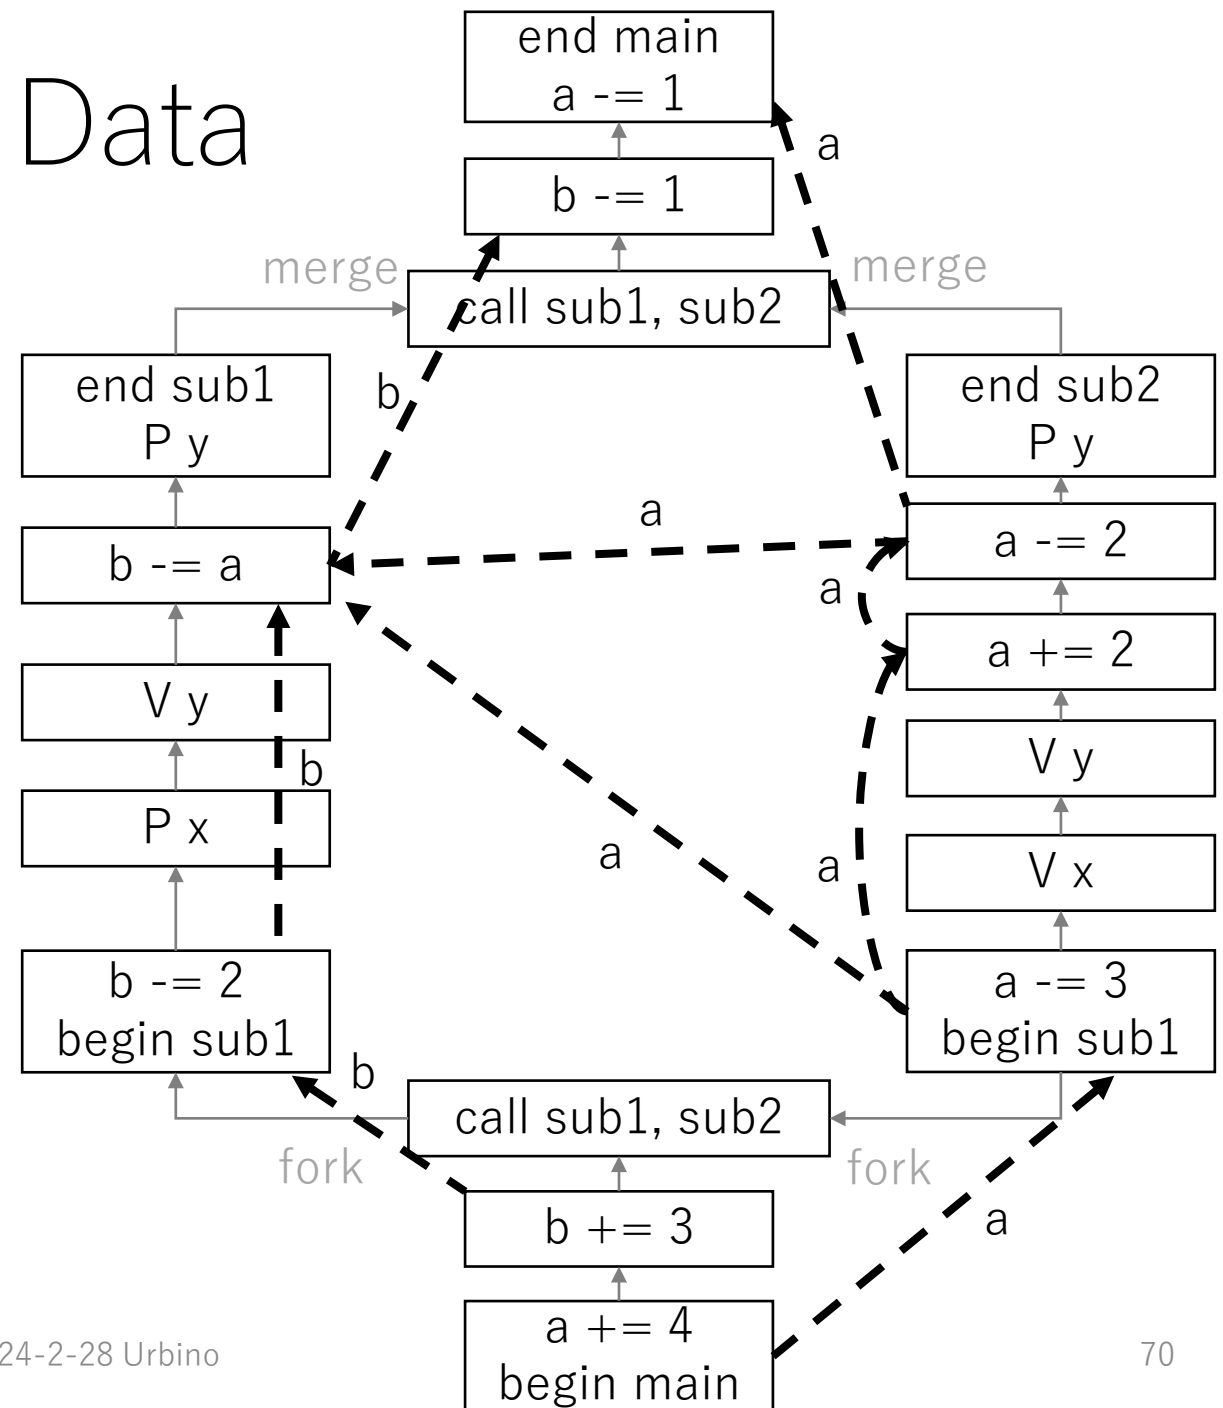 Data
end main
a -= 1
a
b -= 1
merge
merge
call sub1, sub2
end sub1
P y
b
end sub2
P y
a
b -= a
a -= 2
a
a += 2
V y
b
V y
P x
a
a
V x
b -= 2
begin sub1
a -= 3
begin sub1
b
call sub1, sub2
fork
fork
b += 3
a
a += 4
begin main
24-2-28 Urbino
70